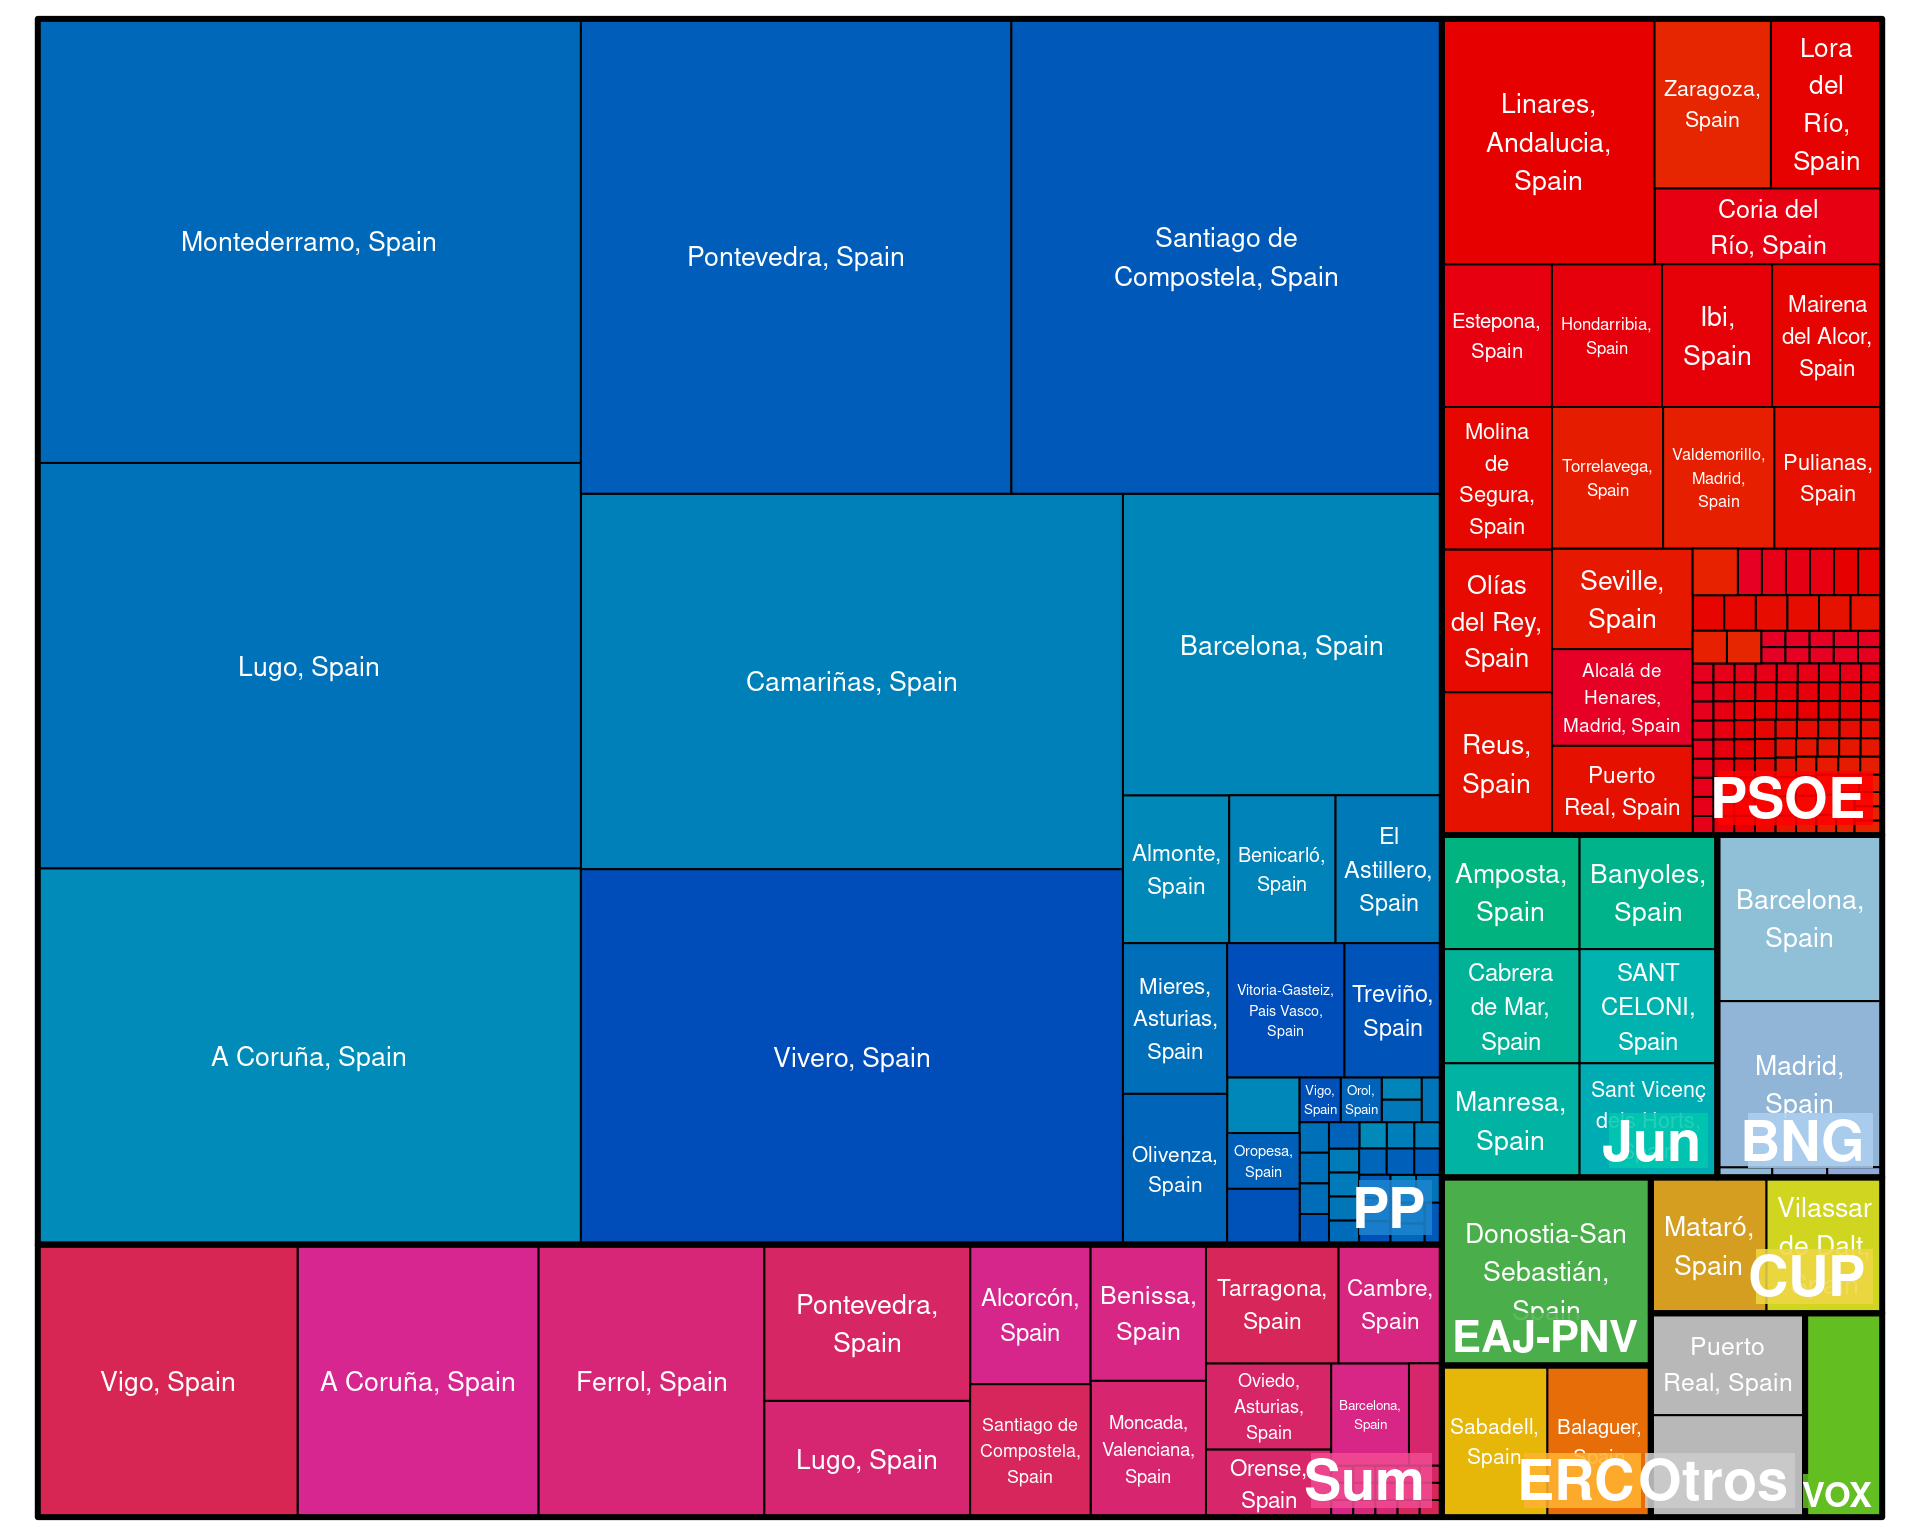 Montederramo, Spain
Lugo, Spain
A Coruña, Spain
Pontevedra, Spain
Santiago de
Compostela, Spain
Camariñas, Spain
Vivero, Spain
Barcelona, Spain
Almonte,
Spain
Benicarló,
Spain
El
Astillero,
Spain
Mieres,
Asturias,
Spain
Olivenza,
Spain
Vitoria-Gasteiz,
Pais Vasco,
Spain
Treviño,
Spain
Oropesa,
Spain
Vigo,
Spain
Orol,
Spain
PP
Linares,
Andalucia,
Spain
Zaragoza,
Spain
Lora
del
Río,
Spain
Coria del
Río, Spain
Estepona,
Spain
Hondarribia,
Spain
Ibi,
Spain
Mairena
del Alcor,
Spain
Molina
de
Segura,
Spain
Torrelavega,
Spain
Valdemorillo,
Madrid,
Spain
Pulianas,
Spain
Olías
del Rey,
Spain
Reus,
Spain
Seville,
Spain
Alcalá de
Henares,
Madrid, Spain
Puerto
Real, Spain
PSOE
Amposta,
Spain
Banyoles,
Spain
Cabrera
de Mar,
Spain
SANT
CELONI,
Spain
Manresa,
Spain
Sant Vicenç
dels Horts,
Jun
Barcelona,
Spain
Madrid,
Spain
BNG
Donostia-San
Sebastián,
Spain
EAJ-PNV
Mataró,
Spain
Vilassar
de Dalt,
Spain
CUP
Sabadell,
Spain
Balaguer,
Spain
ERC
Puerto
Real, Spain
Otros
VOX
Vigo, Spain
A Coruña, Spain
Ferrol, Spain
Pontevedra,
Spain
Lugo, Spain
Alcorcón,
Spain
Santiago de
Compostela,
Spain
Benissa,
Spain
Moncada,
Valenciana,
Spain
Tarragona,
Spain
Cambre,
Spain
Oviedo,
Asturias,
Spain
Barcelona,
Spain
Orense,
Spain
Sum